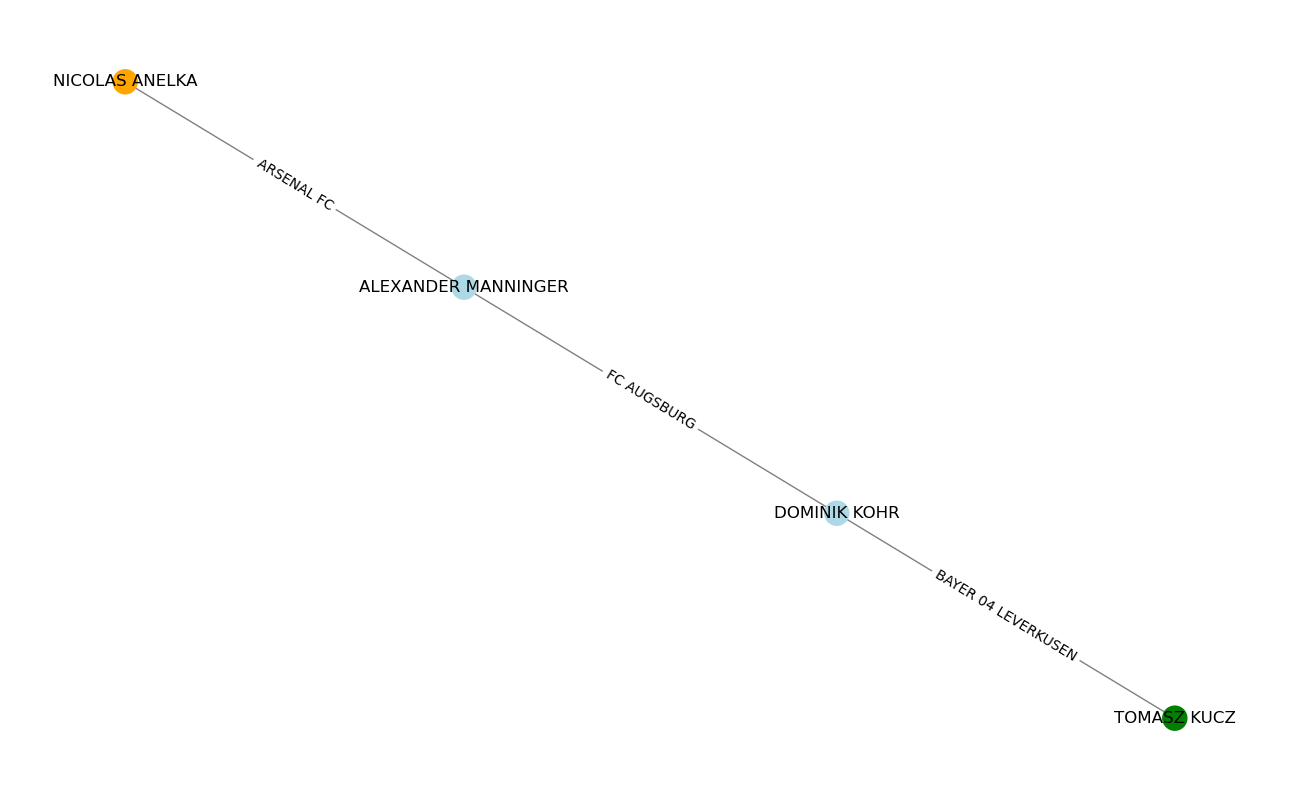 NICOLAS ANELKA
ARSENAL FC
ALEXANDER MANNINGER
FC AUGSBURG
DOMINIK KOHR
BAYER 04 LEVERKUSEN
TOMASZ KUCZ